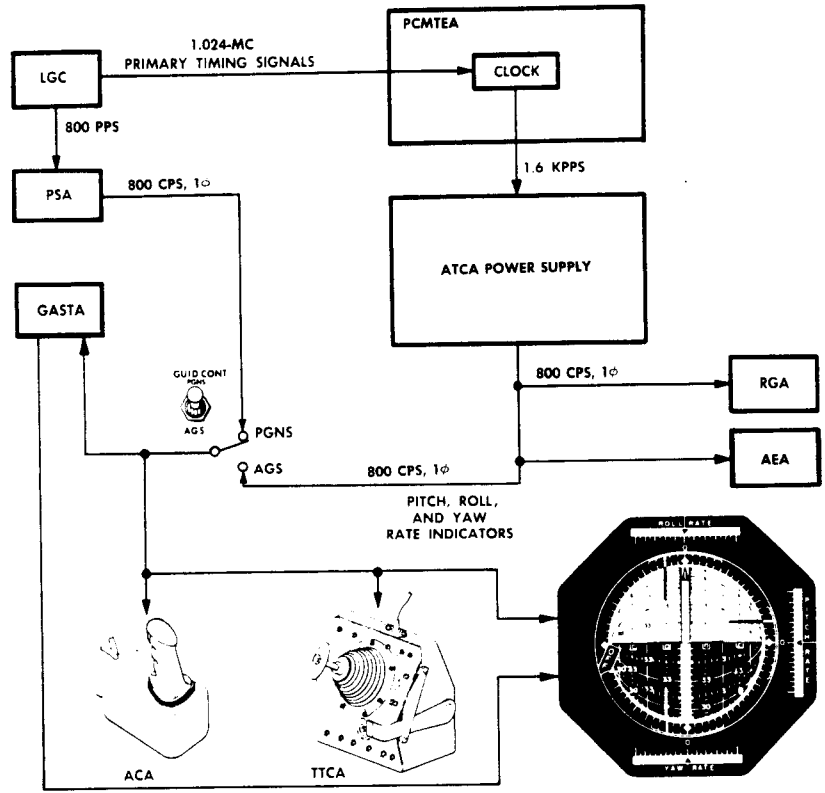 PCMTEA
1.024-MC
PRIMARY TIMING SIGNALS
LGC
CLOCK
800 PPS
1.6 KPPS
PSA
800 CPS, 1φ
ATCA POWER SUPPLY
GASTA
GUID CONT
PGNS
AGS
800 CPS, 1φ
RGA
PGNS
AGS
800 CPS, 1φ
AEA
PITCH, ROLL,
AND YAW
RATE INDICATORS
ROLL RATE
PITCH RATE
YAW RATE
ACA
TTCA